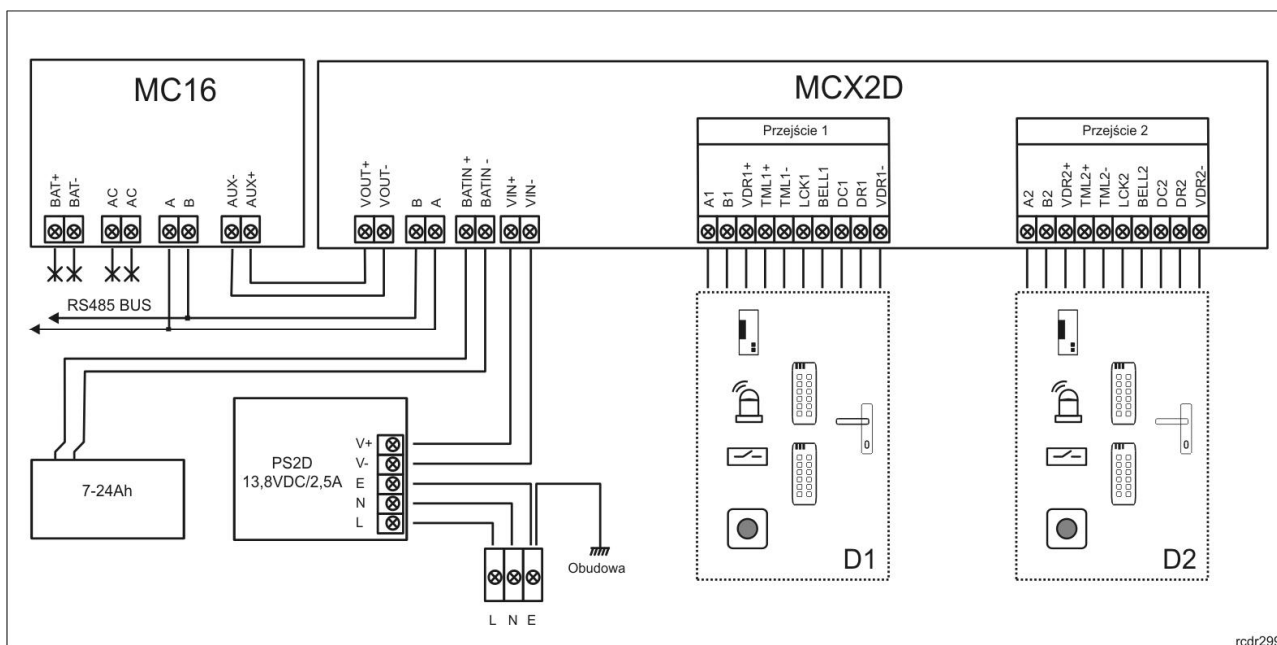 MC16
MCX2D
Przejście 1
Przejście 2
BAT+
BAT-
AC
AC
A
B
AUX-
AUX+
VOUT+
VOUT-
B
A
BATIN +
BATIN -
VIN+
VIN-
A1
B1
VDR1+
TML1+
TML1-
LCK1
BELL1
DC1
DR1
VDR1-
A2
B2
VDR2+
TML2+
TML2-
LCK2
BELL2
DC2
DR2
VDR2-
RS485 BUS
7-24Ah
PS2D
13,8VDC/2,5A
V+
V-
E
N
L
Obudowa
L N E
D1
D2
rcdr299